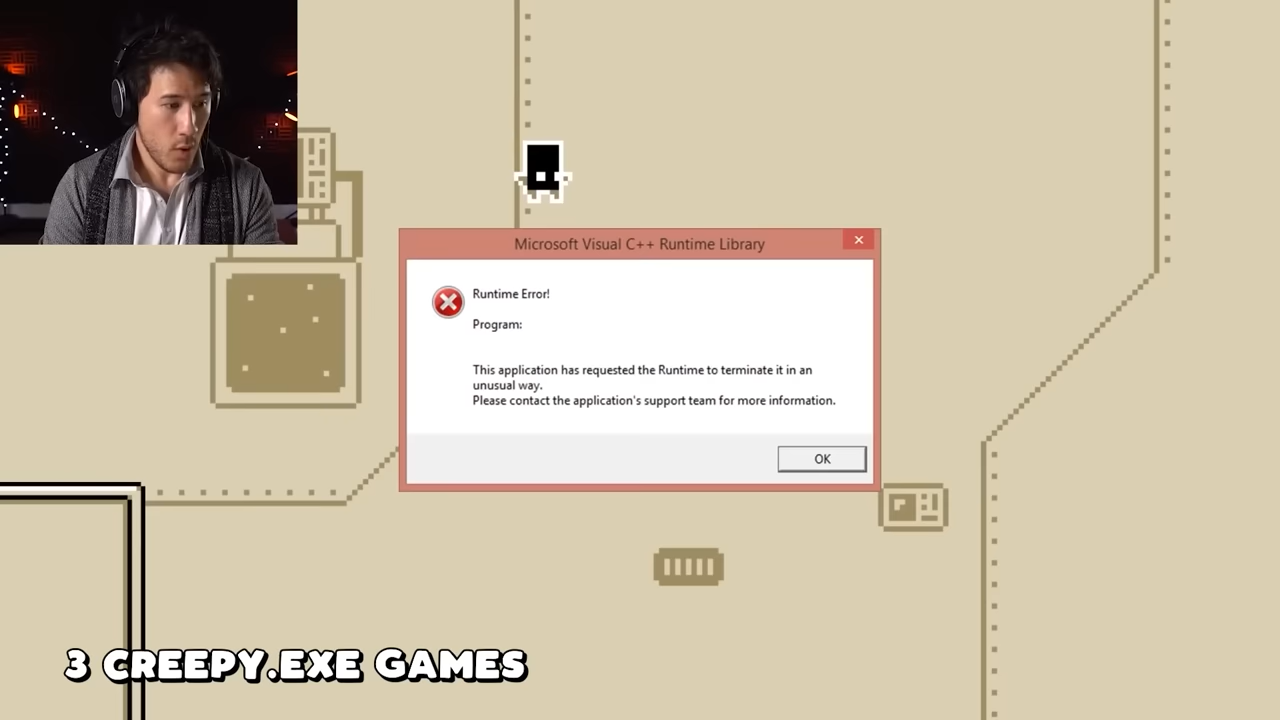 Microsoft Visual C++ Runtime Library
Runtime Error!
Program:
This application has requested the Runtime to terminate it in an
unusual way.
Please contact the application's support team for more information.
OK
3 CREEPY.EXE GAMES